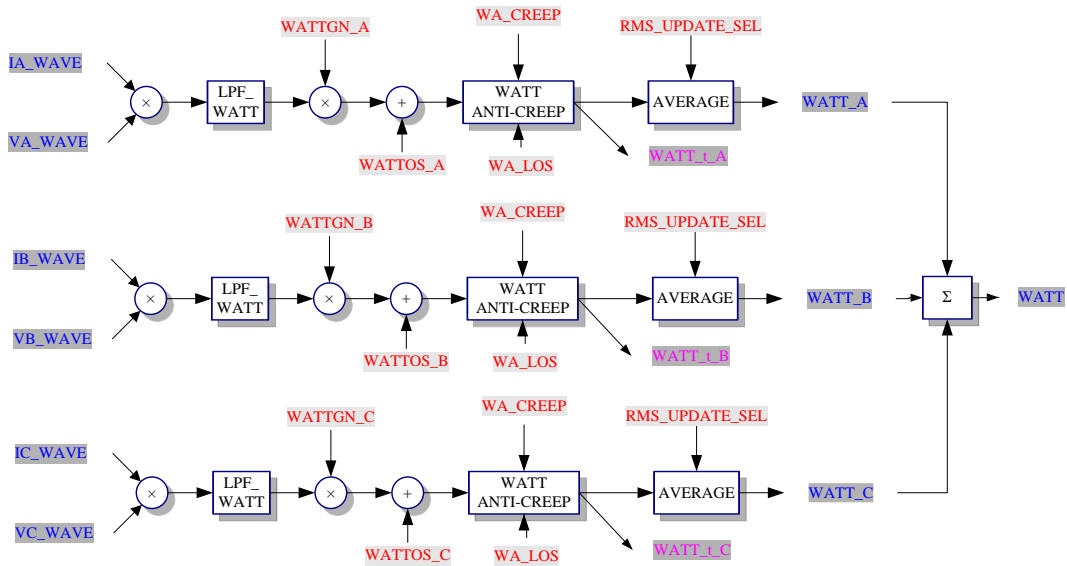 WATTGN_A
WA_CREEP
RMS_UPDATE_SEL
IA_WAVE
VA_WAVE
×
LPF_
WATT
×
+
WATT
ANTI-CREEP
AVERAGE
WATT_A
WATTOS_A
WA_LOS
WATT_t_A
WATTGN_B
WA_CREEP
RMS_UPDATE_SEL
IB_WAVE
VB_WAVE
×
LPF_
WATT
×
+
WATT
ANTI-CREEP
AVERAGE
WATT_B
Σ
WATT
WATTOS_B
WA_LOS
WATT_t_B
WATTGN_C
WA_CREEP
RMS_UPDATE_SEL
IC_WAVE
VC_WAVE
×
LPF_
WATT
×
+
WATT
ANTI-CREEP
AVERAGE
WATT_C
WATTOS_C
WA_LOS
WATT_t_C